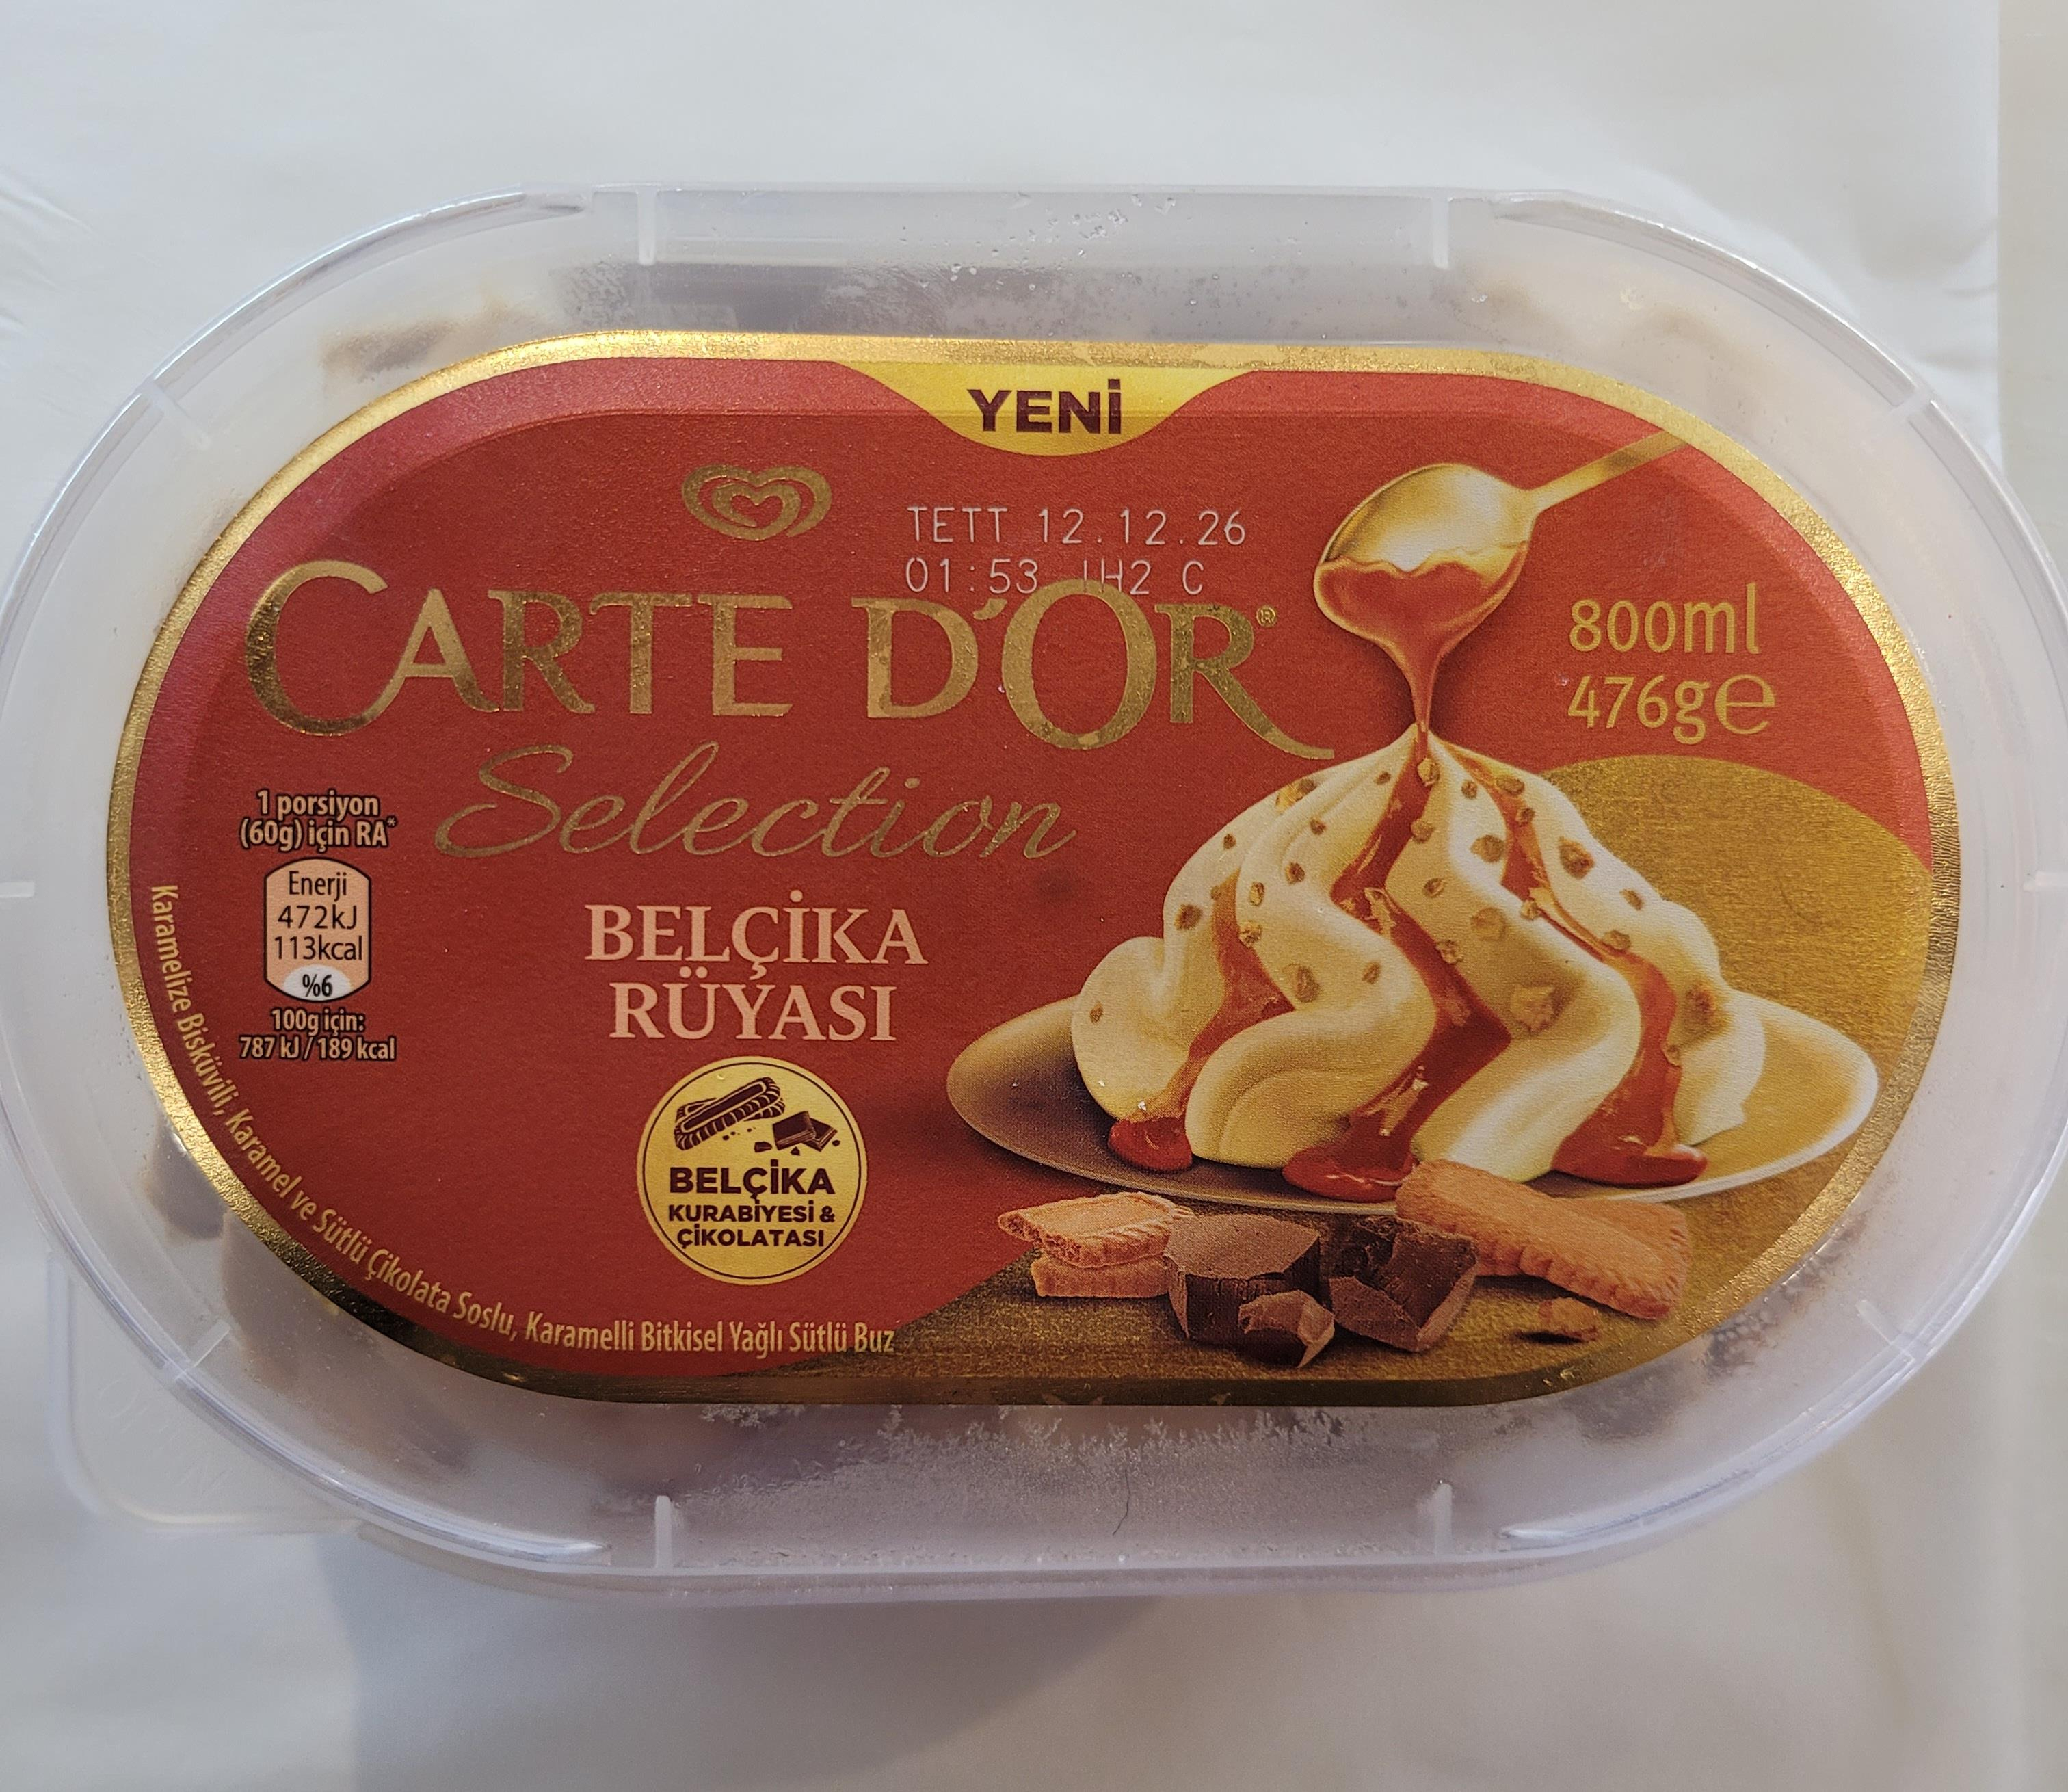 YENİ
TETT 12.12.26
01:53 H2 C
CARTE D'OR®
Selection
800ml
476g℮
1 porsiyon
(60g) için RA*
Enerji
472kJ
113kcal
%6
100g için:
787 kJ / 189 kcal
BELÇİKA
RÜYASI
BELÇİKA
KURABİYESİ &
ÇİKOLATASI
Karamelize Bisküvili, Karamel ve Sütlü Çikolata Soslu, Karamelli Bitkisel Yağlı Sütlü Buz